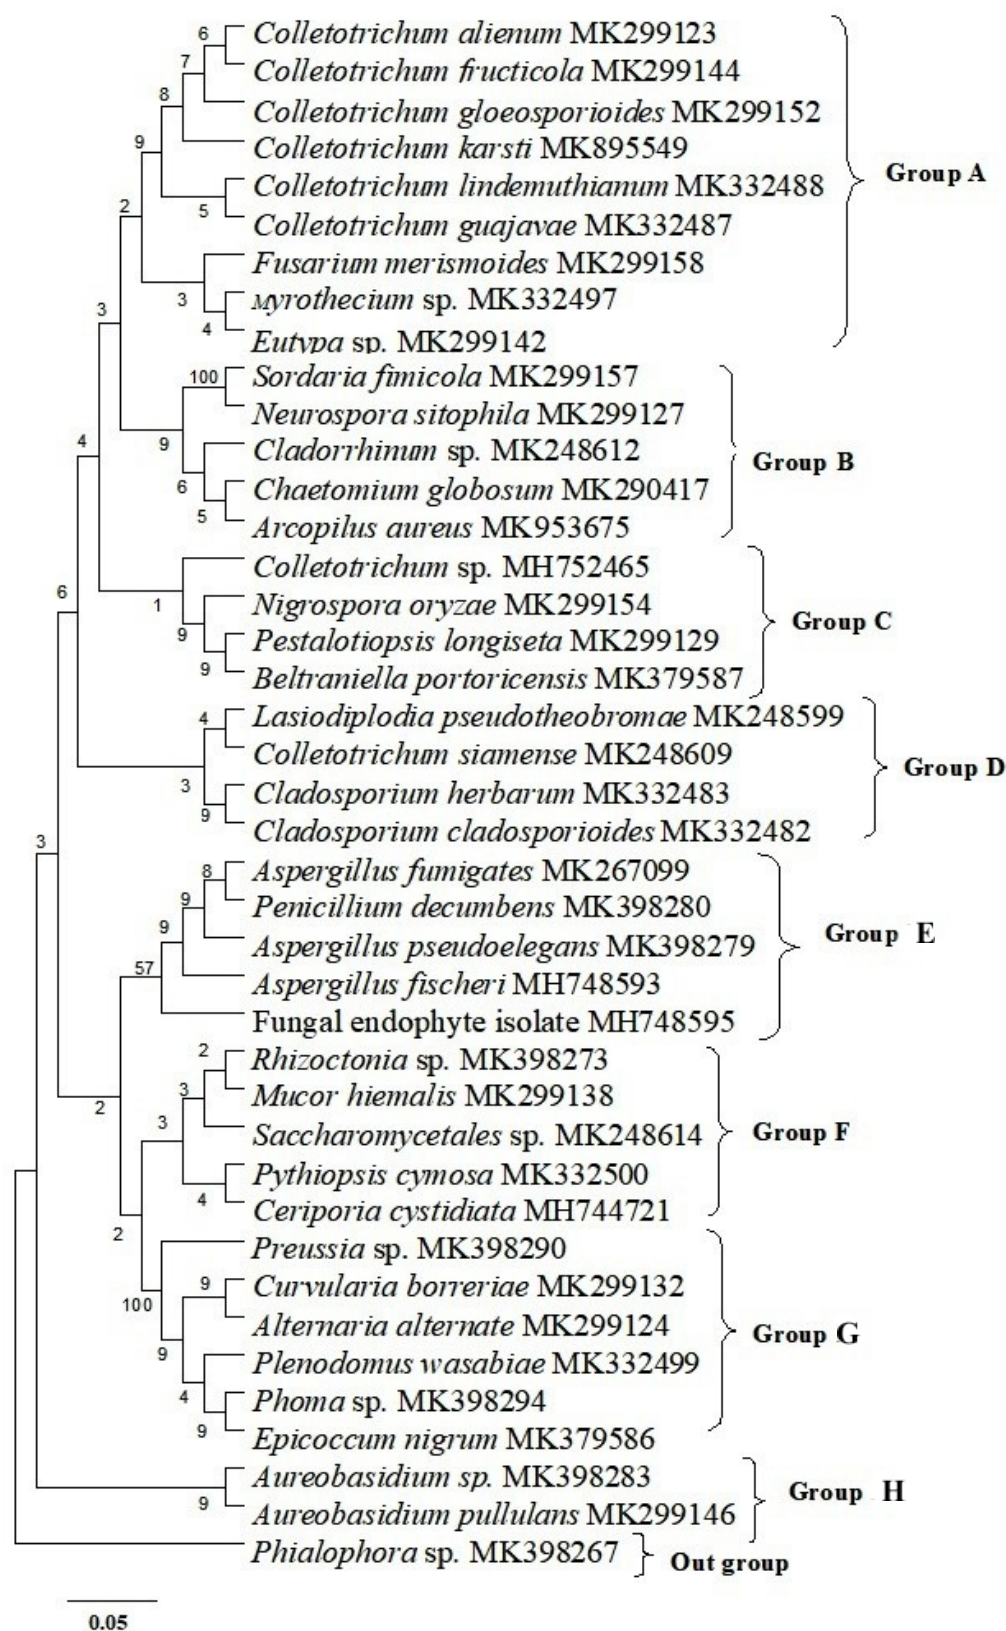 6
Colletotrichum alienum MK299123
7
Colletotrichum fructicola MK299144
8
Colletotrichum gloeosporioides MK299152
9
Colletotrichum karsti MK895549
Group A
Colletotrichum lindemuthianum MK332488
2
5
Colletotrichum guajavae MK332487
Fusarium merismoides MK299158
3
Myrothecium sp. MK332497
3
4
Eutypa sp. MK299142
100
Sordaria fimicola MK299157
Neurospora sitophila MK299127
4
9
Cladorrhinum sp. MK248612
Group B
6
Chaetomium globosum MK290417
5
Arcopilus aureus MK953675
Colletotrichum sp. MH752465
6
1
Nigrospora oryzae MK299154
Group C
9
Pestalotiopsis longiseta MK299129
9
Beltraniella portoricensis MK379587
4
Lasiodiplodia pseudotheobromae MK248599
Colletotrichum siamense MK248609
Group D
3
Cladosporium herbarum MK332483
9
Cladosporium cladosporioides MK332482
3
8
Aspergillus fumigates MK267099
9
Penicillium decumbens MK398280
9
Group E
Aspergillus pseudoelegans MK398279
57
Aspergillus fischeri MH748593
Fungal endophyte isolate MH748595
2
Rhizoctonia sp. MK398273
2
3
Mucor hiemalis MK299138
3
Saccharomycetales sp. MK248614
Group F
Pythiopsis cymosa MK332500
4
Ceriporia cystidiata MH744721
2
Preussia sp. MK398290
9
Curvularia borreriae MK299132
100
Alternaria alternate MK299124
Group G
9
Plenodomus wasabiae MK332499
4
Phoma sp. MK398294
9
Epicoccum nigrum MK379586
Aureobasidium sp. MK398283
Group H
9
Aureobasidium pullulans MK299146
Phialophora sp. MK398267
Out group
0.05